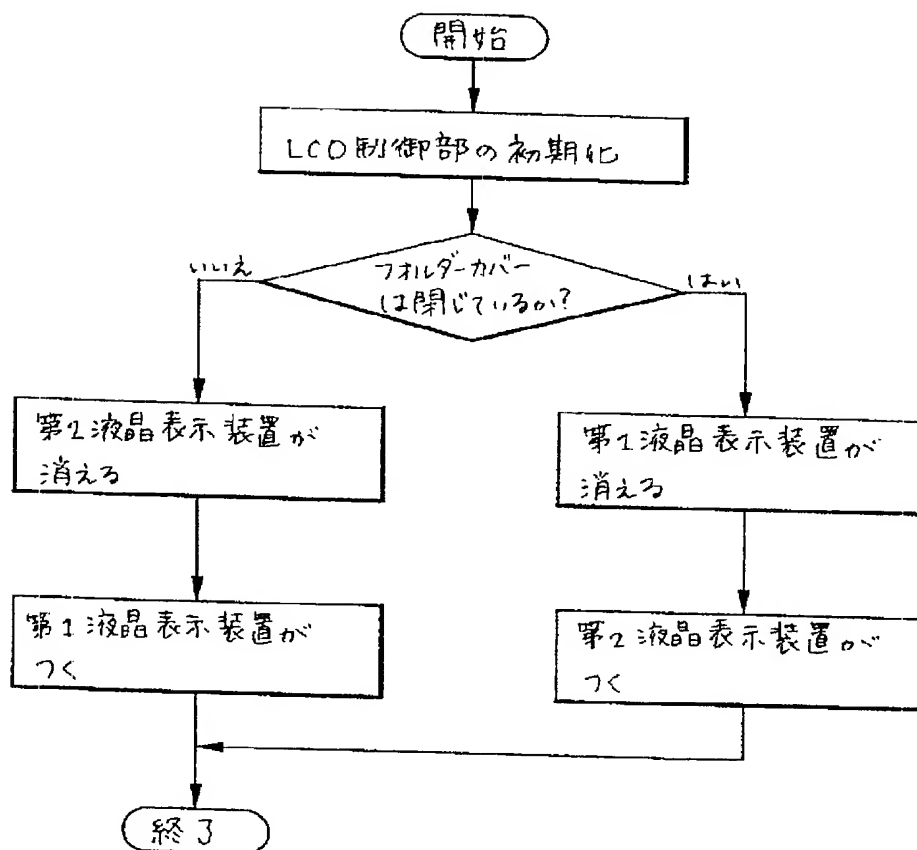 開始
LCD制御部の初期化
フォルダーカバー
は閉じているか?
いいえ
はい
第2液晶表示装置が
消える
第1液晶表示装置が
消える
第1液晶表示装置が
つく
第2液晶表示装置が
つく
終了